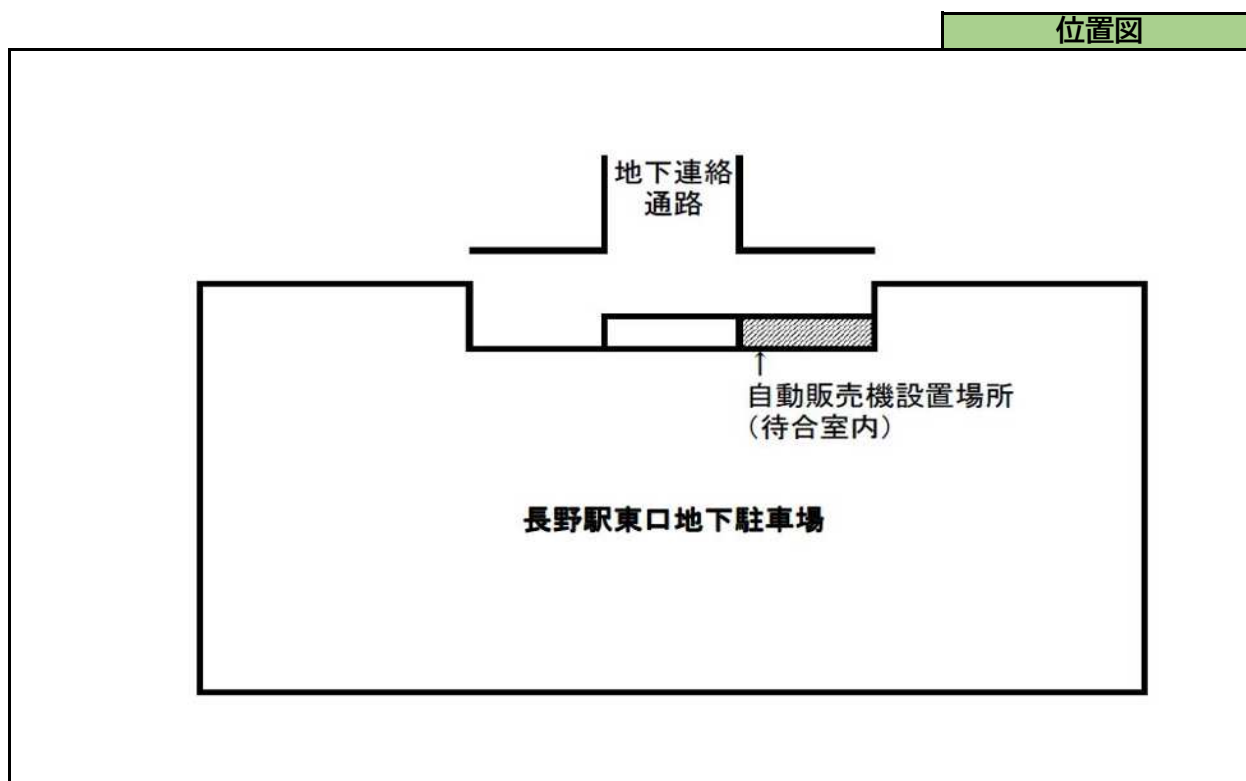 位置図
地下連絡
通路
↑
自動販売機設置場所
（待合室内）
長野駅東口地下駐車場